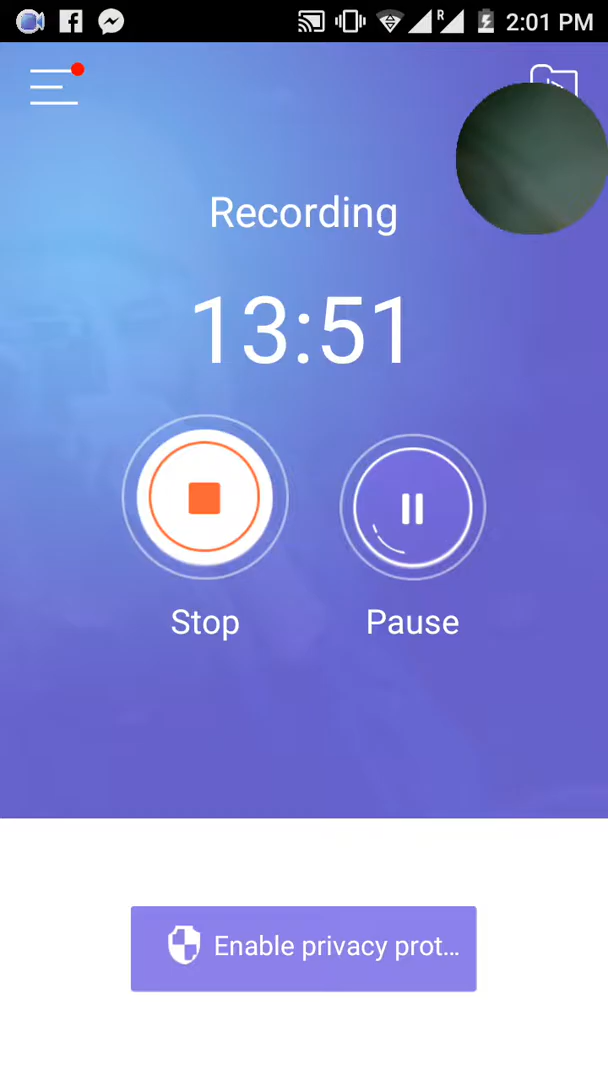 R
2:01 PM
Recording
13:51
Stop
Pause
Enable privacy prot...